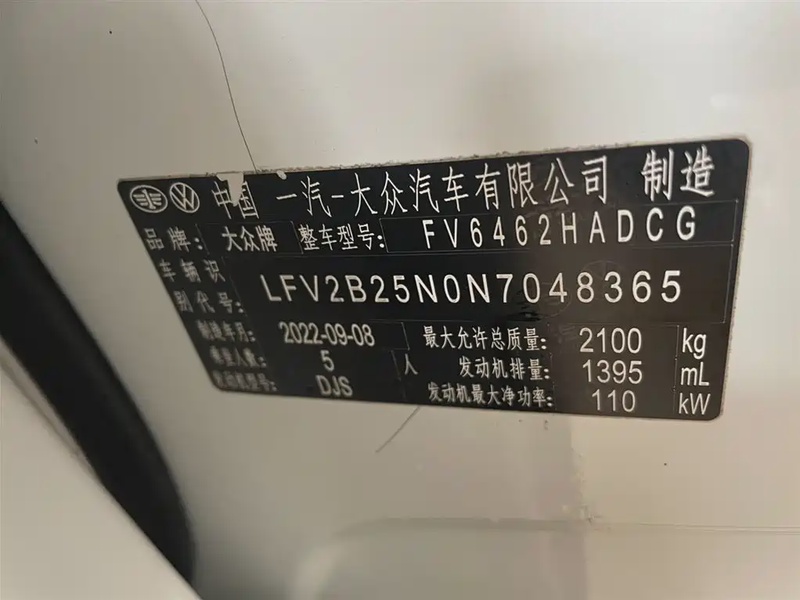 中国 一汽-大众汽车有限公司 制造
品牌: 大众牌 整车型号: FV6462HADCG
车辆识别代号: LFV2B25N0N7048365
制造年月: 2022-09-08 最大允许总质量: 2100 kg
乘坐人数: 5 人 发动机排量: 1395 mL
发动机型号: DJS 发动机最大净功率: 110 kW